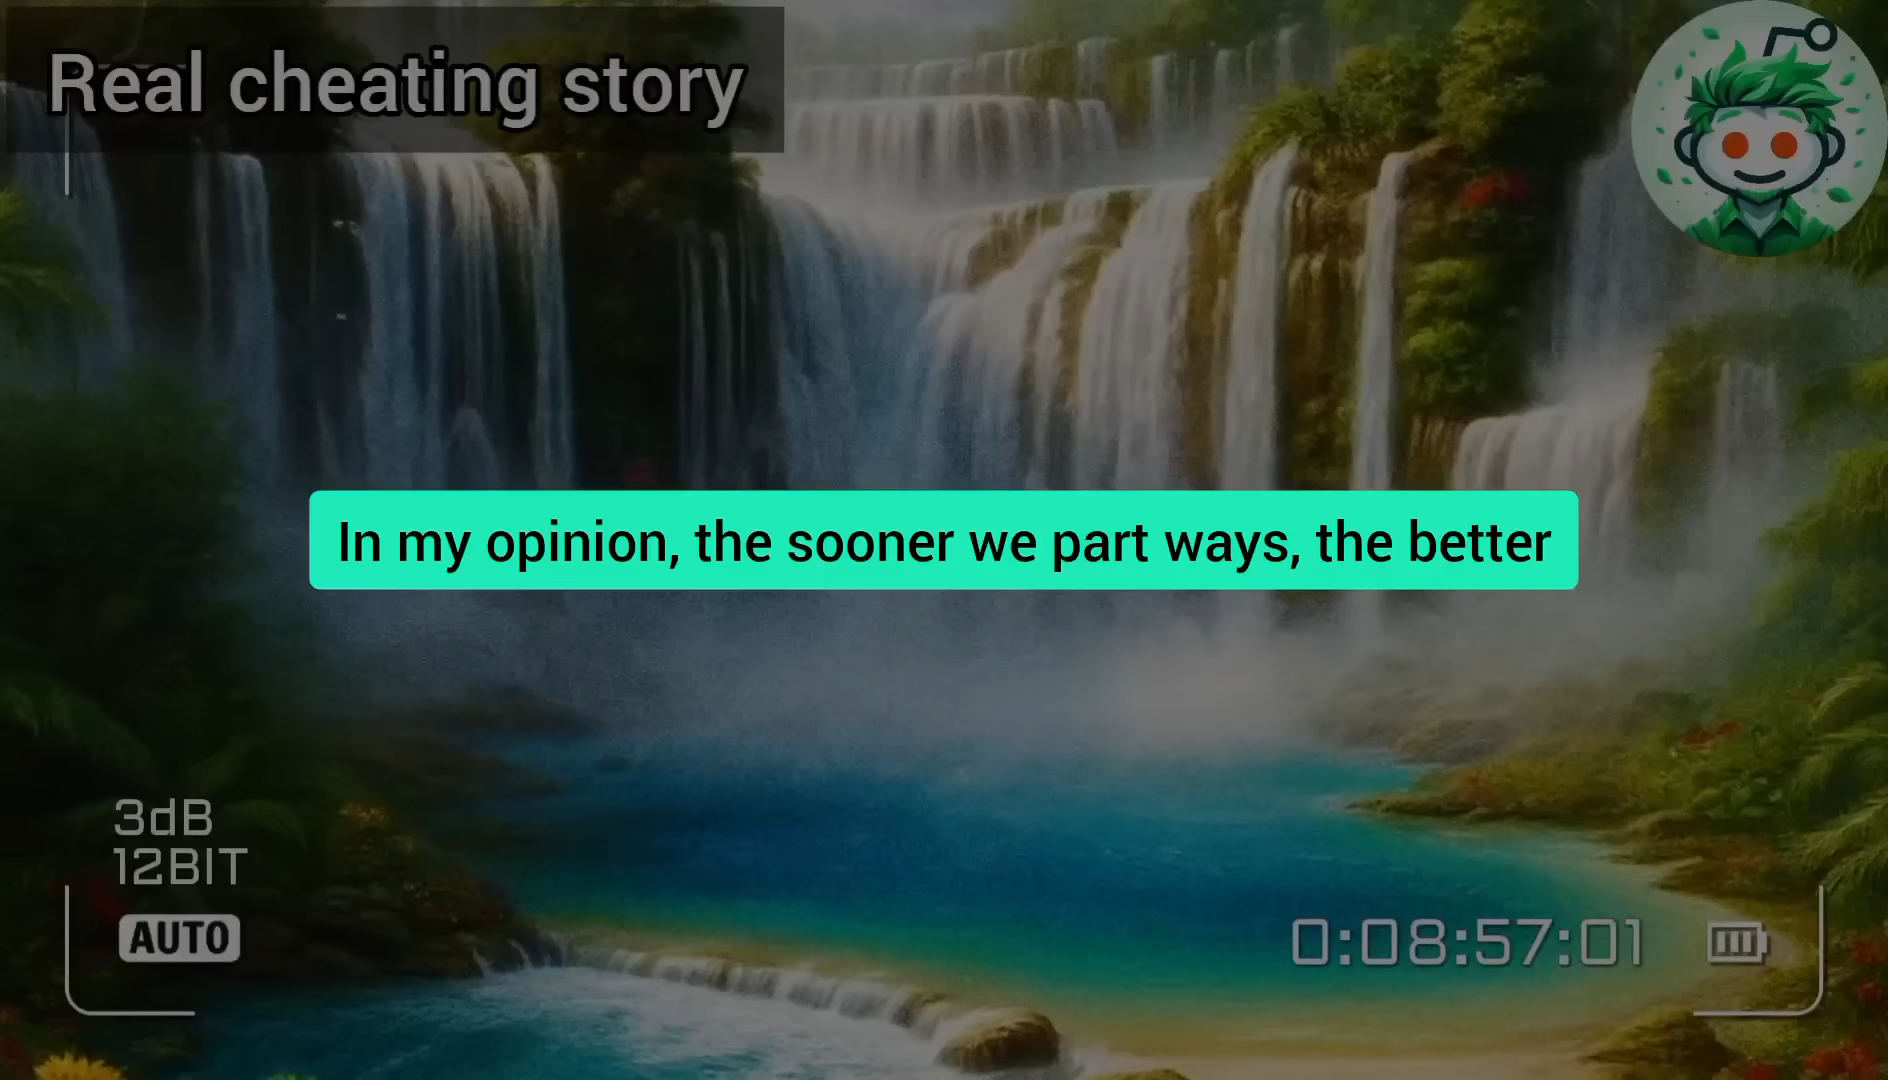 Real cheating story
In my opinion, the sooner we part ways, the better
3dB
12BIT
AUTO
0:08:57:01